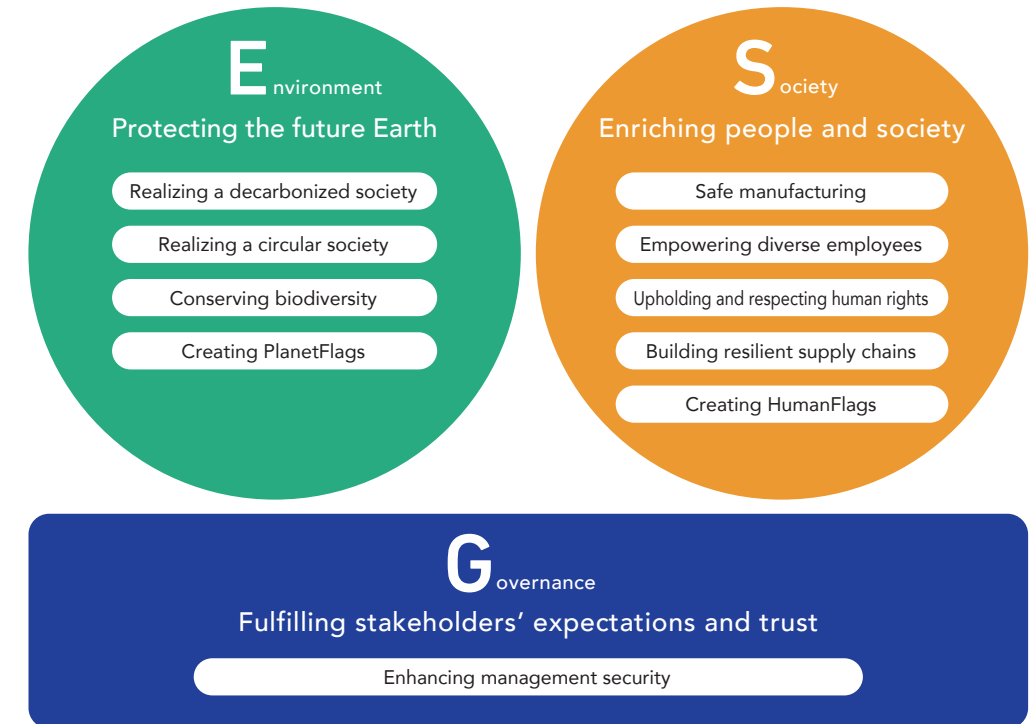 Environment
Protecting the future Earth
Realizing a decarbonized society
Realizing a circular society
Conserving biodiversity
Creating PlanetFlags
Society
Enriching people and society
Safe manufacturing
Empowering diverse employees
Upholding and respecting human rights
Building resilient supply chains
Creating HumanFlags
Governance
Fulfilling stakeholders’ expectations and trust
Enhancing management security